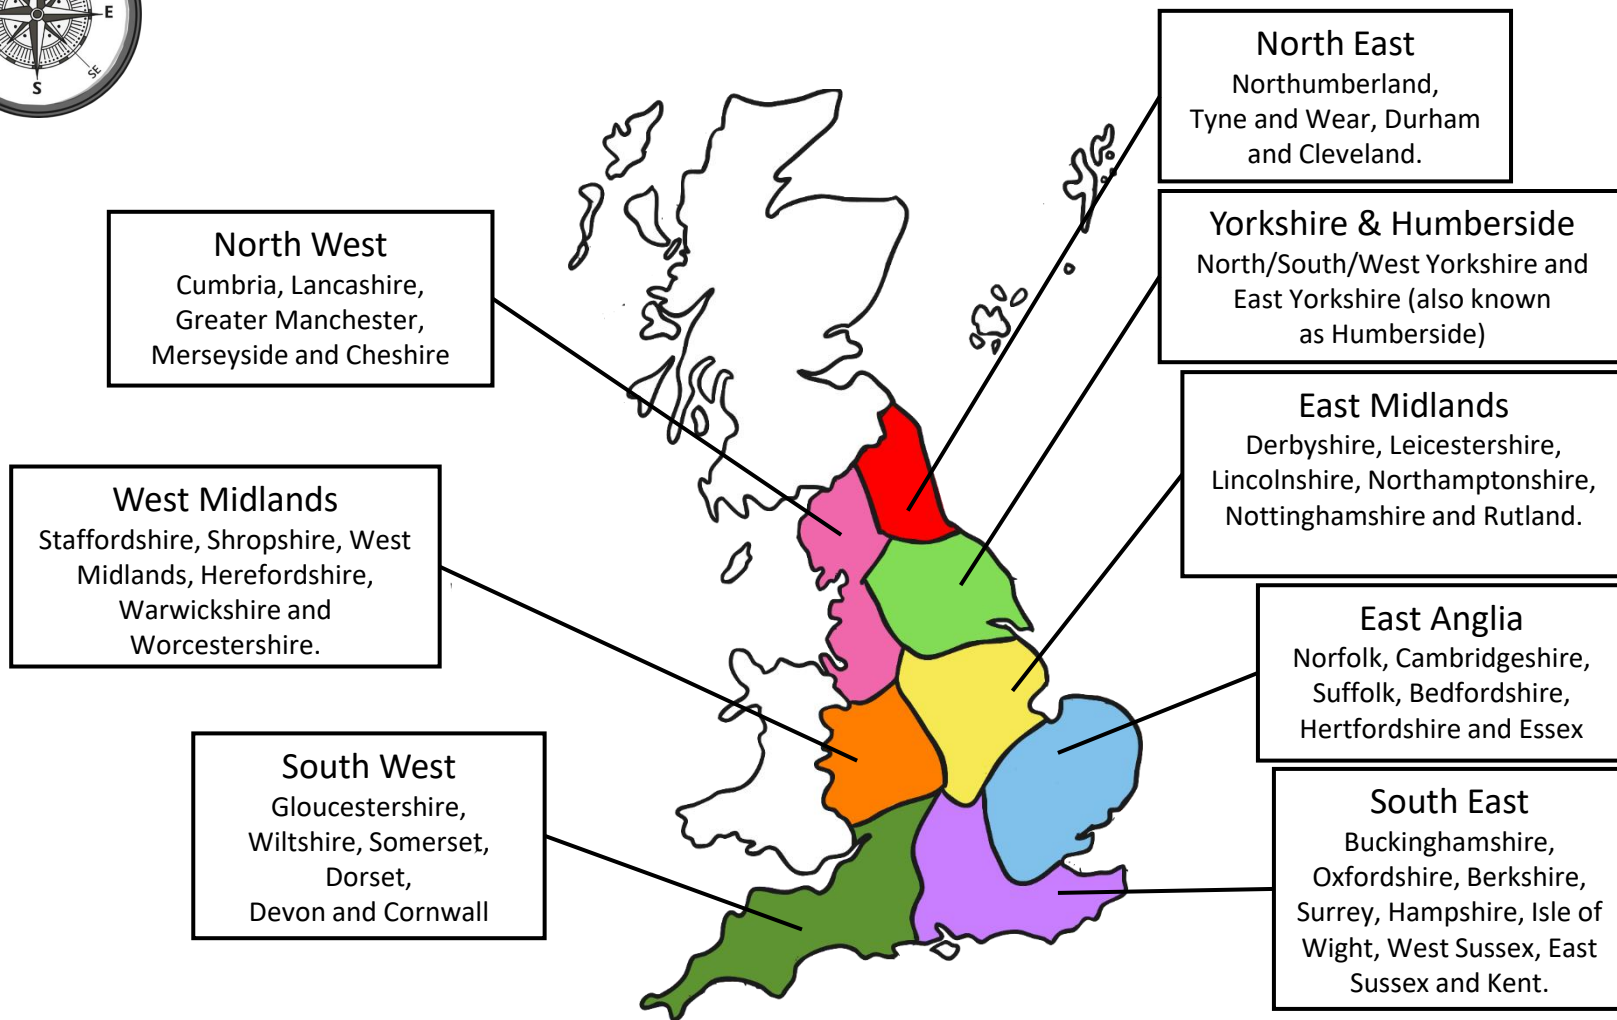 E
SE
S
North East
Northumberland,
Tyne and Wear, Durham
and Cleveland.
Yorkshire & Humberside
North/South/West Yorkshire and
East Yorkshire (also known
as Humberside)
North West
Cumbria, Lancashire,
Greater Manchester,
Merseyside and Cheshire
East Midlands
Derbyshire, Leicestershire,
Lincolnshire, Northamptonshire,
Nottinghamshire and Rutland.
West Midlands
Staffordshire, Shropshire, West
Midlands, Herefordshire,
Warwickshire and
Worcestershire.
East Anglia
Norfolk, Cambridgeshire,
Suffolk, Bedfordshire,
Hertfordshire and Essex
South West
Gloucestershire,
Wiltshire, Somerset,
Dorset,
Devon and Cornwall
South East
Buckinghamshire,
Oxfordshire, Berkshire,
Surrey, Hampshire, Isle of
Wight, West Sussex, East
Sussex and Kent.